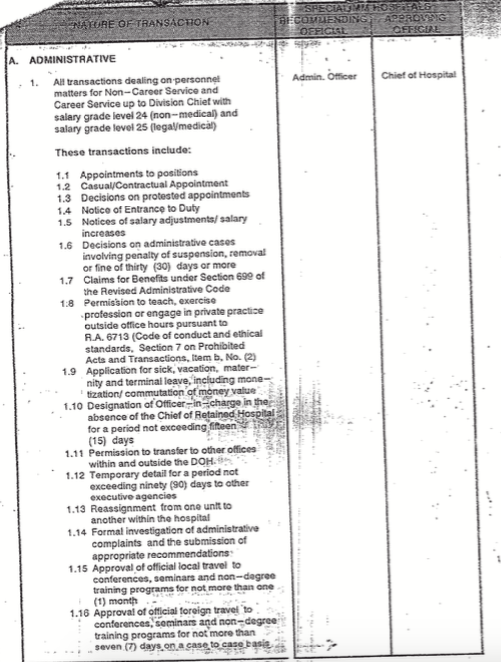 NATURE OF TRANSACTION
SPECIAL/MM HOSPITALS
RECOMMENDING OFFICIAL
APPROVING OFFICIAL
A. ADMINISTRATIVE
1. All transactions dealing on personnel
matters for Non-Career Service and
Career Service up to Division Chief with
salary grade level 24 (non-medical) and
salary grade level 25 (legal/medical)
Admin. Officer
Chief of Hospital
These transactions include:
1.1 Appointments to positions
1.2 Casual/Contractual Appointment
1.3 Decisions on protested appointments
1.4 Notice of Entrance to Duty
1.5 Notices of salary adjustments/ salary
increases
1.6 Decisions on administrative cases
involving penalty of suspension, removal
or fine of thirty (30) days or more
1.7 Claims for Benefits under Section 699 of
the Revised Administrative Code
1.8 Permission to teach, exercise
profession or engage in private practice
outside office hours pursuant to
R.A. 6713 (Code of conduct and ethical
standards, Section 7 on Prohibited
Acts and Transactions, Item b, No. (2)
1.9 Application for sick, vacation, mater-
nity and terminal leave, including mone-
tization/ commutation of money value
1.10 Designation of Officer-in-charge in the
absence of the Chief of Retained Hospital
for a period not exceeding fifteen
(15) days
1.11 Permission to transfer to other offices
within and outside the DOH.
1.12 Temporary detail for a period not
exceeding ninety (90) days to other
executive agencies
1.13 Reassignment from one unit to
another within the hospital
1.14 Formal investigation of administrative
complaints and the submission of
appropriate recommendations
1.15 Approval of official local travel to
conferences, seminars and non-degree
training programs for not more than one
(1) month
1.16 Approval of official foreign travel to
conferences, seminars and non-degree
training programs for not more than
seven (7) days on a case to case basis